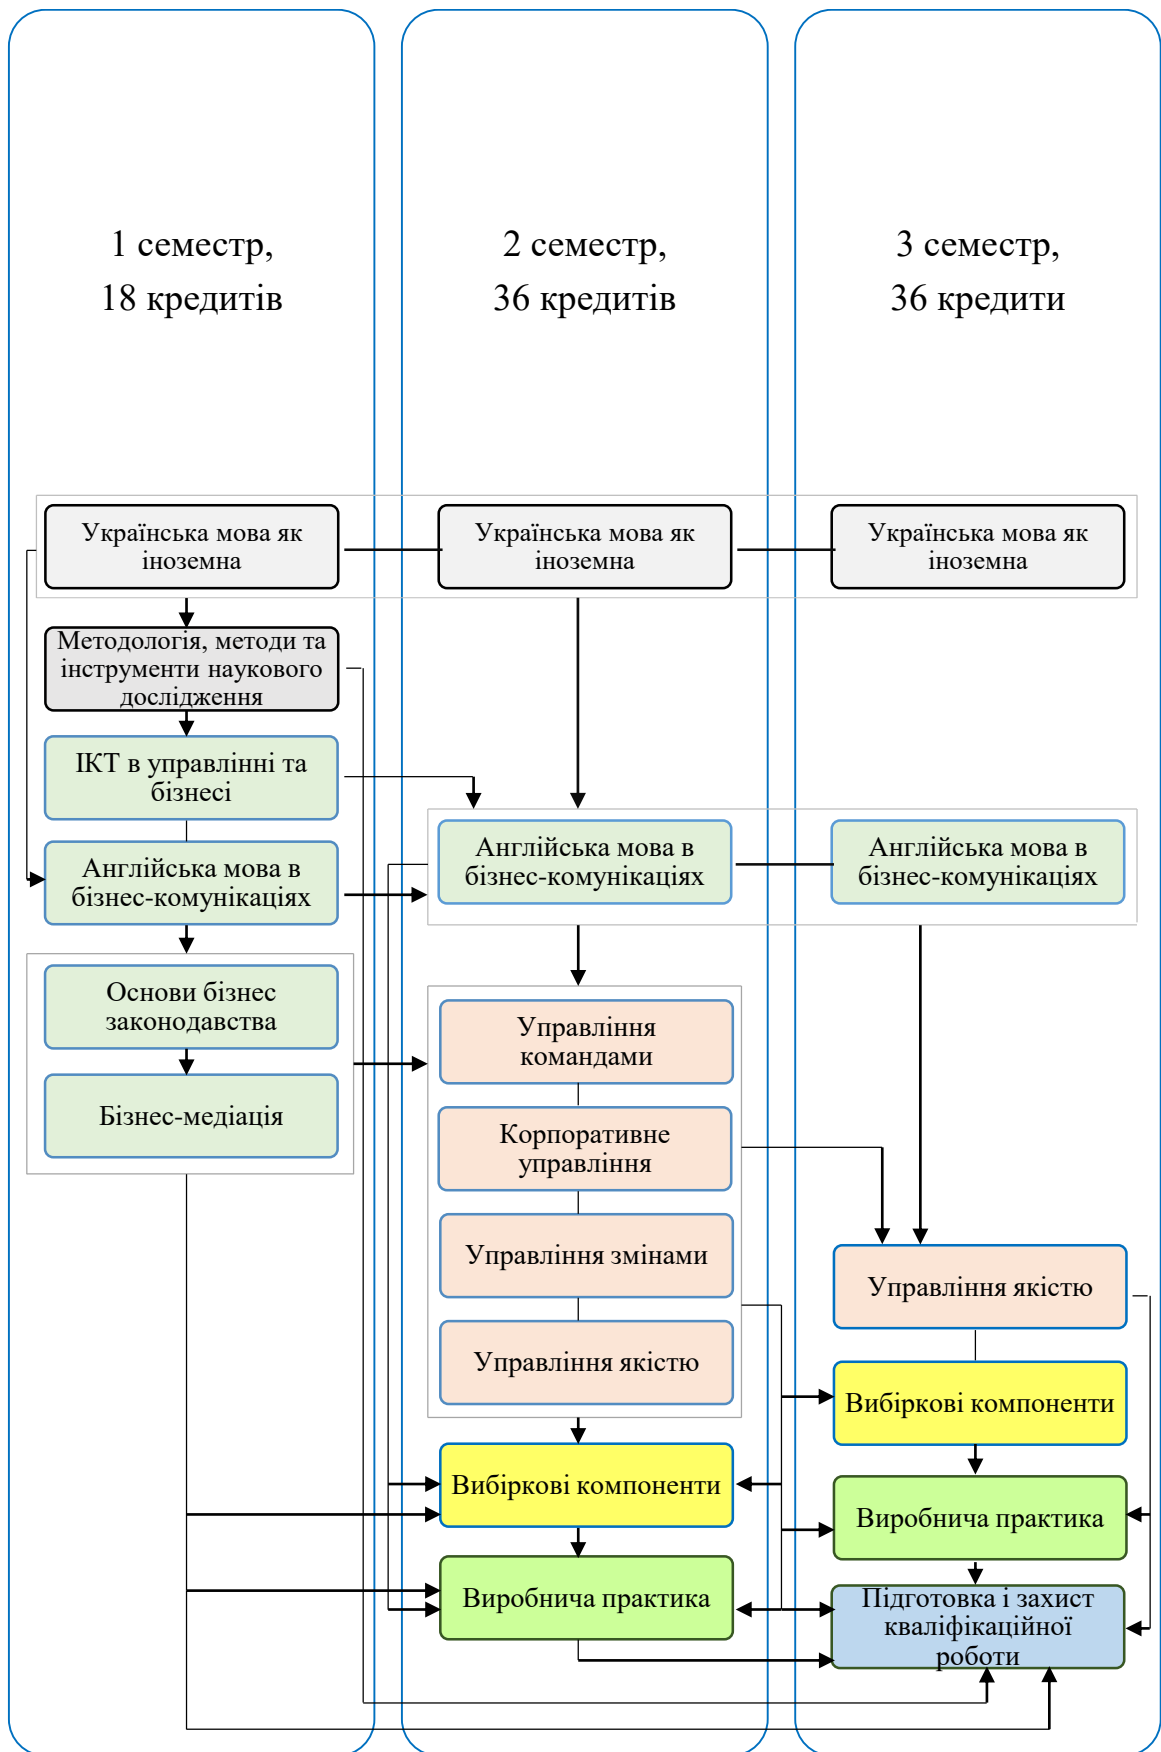 1 семестр,
18 кредитів
2 семестр,
36 кредитів
3 семестр,
36 кредити
Українська мова як
іноземна
Українська мова як
іноземна
Українська мова як
іноземна
Методологія, методи та
інструменти наукового
дослідження
ІКТ в управлінні та
бізнесі
Англійська мова в
бізнес-комунікаціях
Англійська мова в
бізнес-комунікаціях
Англійська мова в
бізнес-комунікаціях
Основи бізнес
законодавства
Бізнес-медіація
Управління
командами
Корпоративне
управління
Управління змінами
Управління якістю
Вибіркові компоненти
Виробнича практика
Управління якістю
Вибіркові компоненти
Виробнича практика
Підготовка і захист
кваліфікаційної
роботи